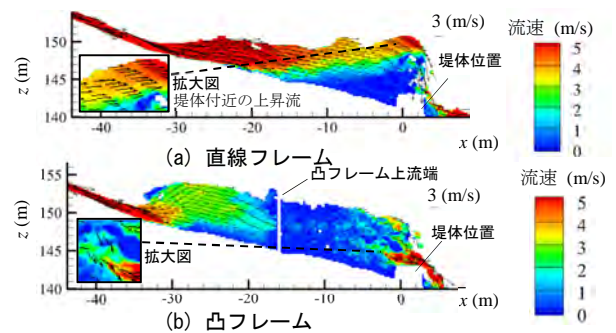 3 (m/s)
流速 (m/s)
z (m)
155
150
145
140
拡大図
堤体付近の上昇流
堤体位置
5
4
3
2
1
0
-40
-30
-20
-10
0
x (m)
(a) 直線フレーム
凸フレーム上流端
3 (m/s)
流速 (m/s)
z (m)
155
150
145
140
拡大図
堤体位置
5
4
3
2
1
0
-40
-30
-20
-10
0
x (m)
(b) 凸フレーム